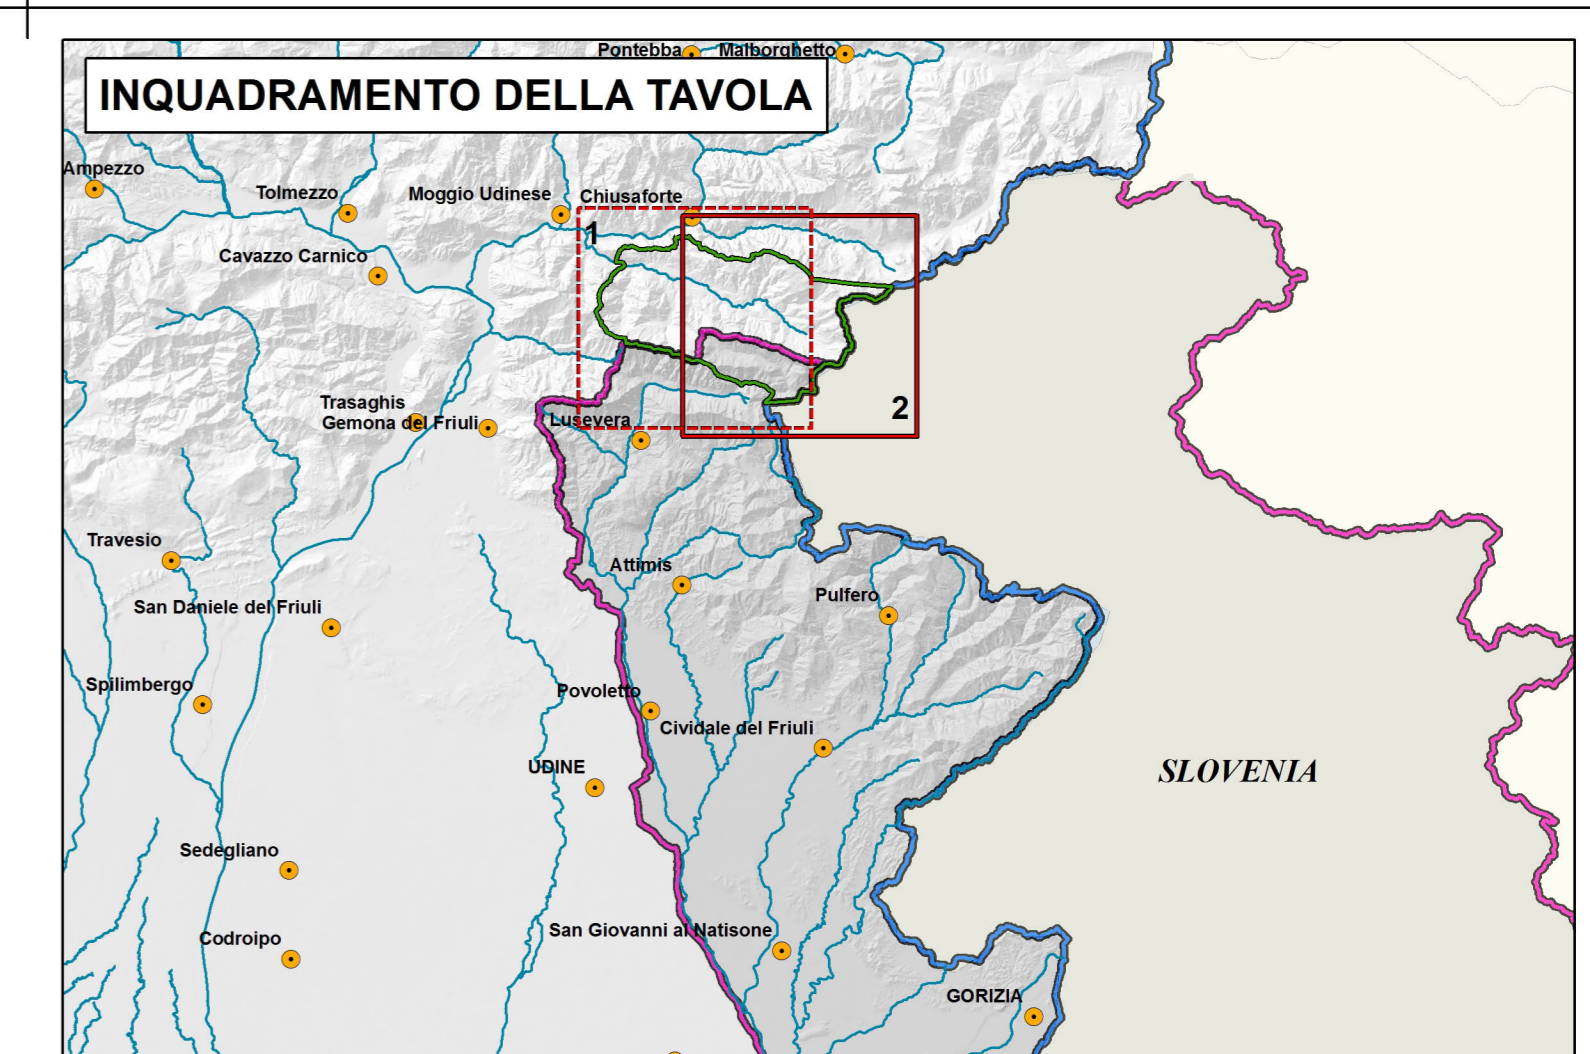 Pontebba
Malborghetto
INQUADRAMENTO DELLA TAVOLA
Ampezzo
Tolmezzo
Moggio Udinese
Chiusaforte
1
Cavazzo Carnico
Trasaghis
Gemona del Friuli
Lusevera
2
Travesio
Attimis
Pulfero
San Daniele del Friuli
Spilimbergo
Povoletto
Cividale del Friuli
UDINE
SLOVENIA
Sedegliano
Codroipo
San Giovanni al Natisone
GORIZIA